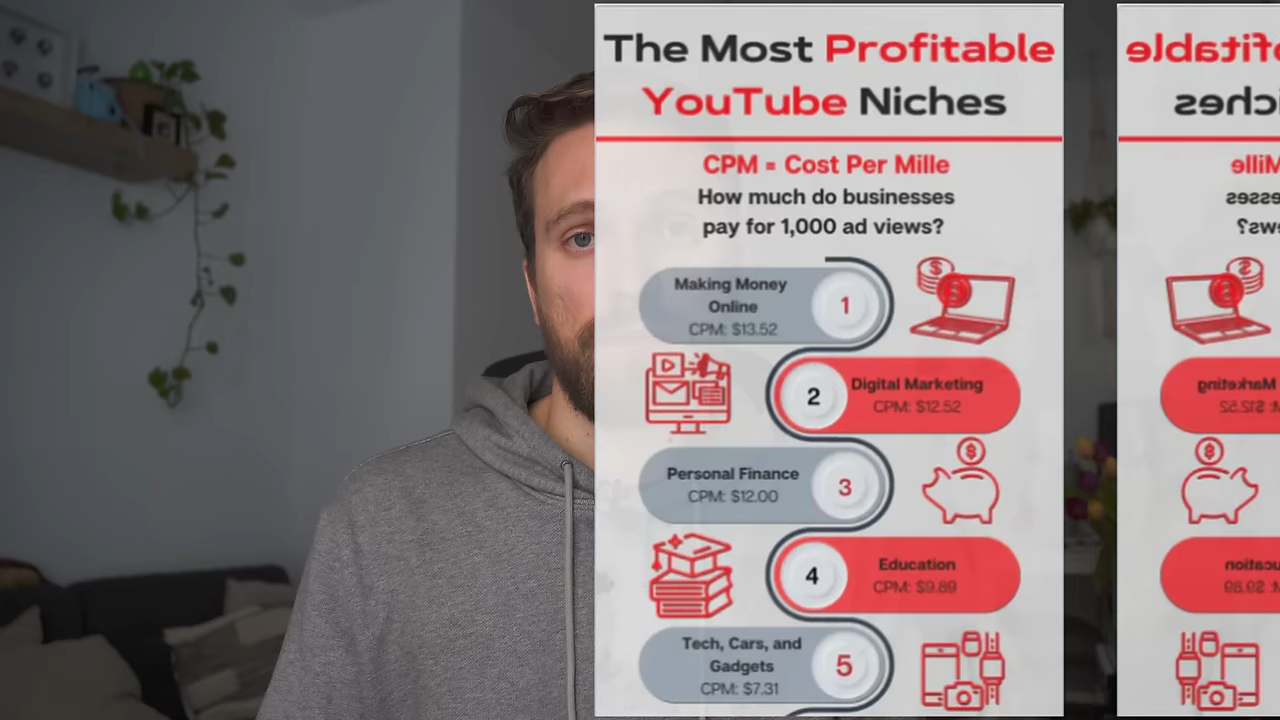 The Most Profitable
YouTube Niches
CPM = Cost Per Mille
How much do businesses
pay for 1,000 ad views?
Making Money
Online
CPM: $13.52
1
2
Digital Marketing
CPM: $12.52
Personal Finance
CPM: $12.00
3
4
Education
CPM: $9.89
Tech, Cars, and
Gadgets
CPM: $7.31
5